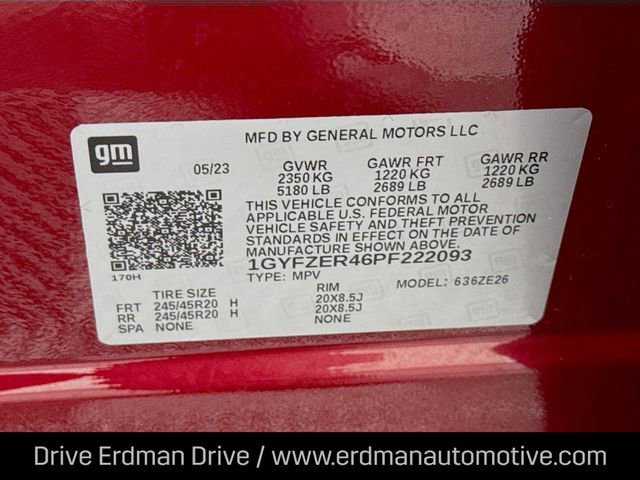 gm
MFD BY GENERAL MOTORS LLC
05/23 GVWR GAWR FRT GAWR RR
2350 KG 1220 KG 1220 KG
5180 LB 2689 LB 2689 LB
THIS VEHICLE CONFORMS TO ALL
APPLICABLE U.S. FEDERAL MOTOR
VEHICLE SAFETY AND THEFT PREVENTION
STANDARDS IN EFFECT ON THE DATE OF
MANUFACTURE SHOWN ABOVE.
1GYFZER46PF222093
170H
TYPE: MPV MODEL: 636ZE26
TIRE SIZE RIM
FRT 245/45R20 H 20X8.5J
RR 245/45R20 H 20X8.5J
SPA NONE NONE
Drive Erdman Drive / www.erdmanautomotive.com